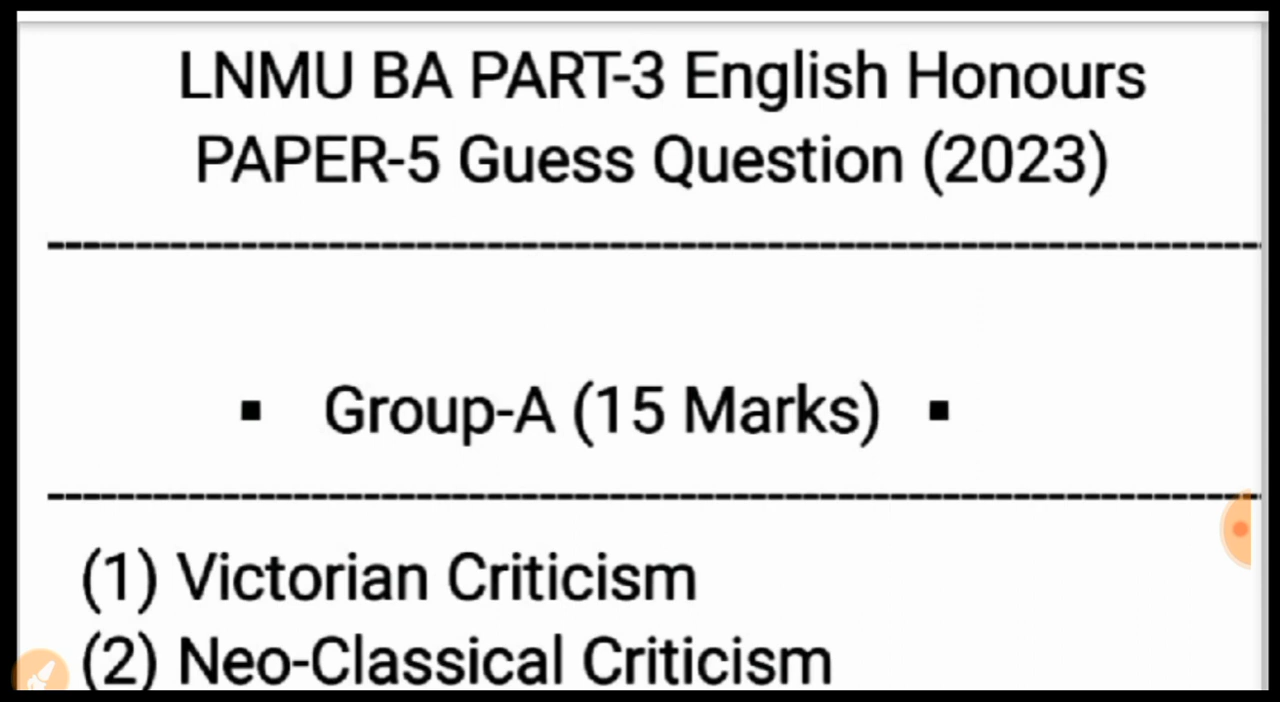 LNMU BA PART-3 English Honours
PAPER-5 Guess Question (2023)
▪ Group-A (15 Marks) ▪
(1) Victorian Criticism
(2) Neo-Classical Criticism